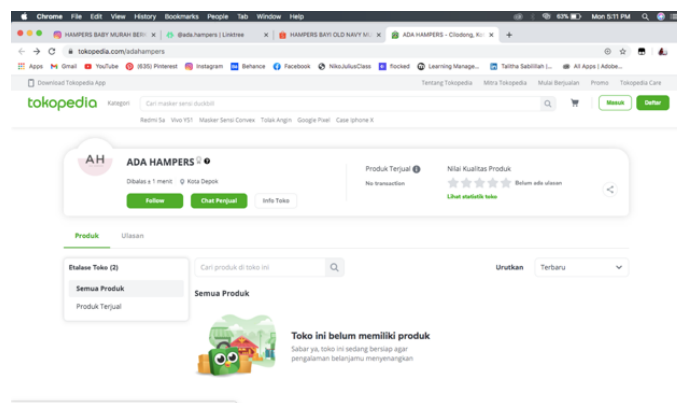 Chrome File Edit View History Bookmarks People Tab Window Help 63% Mon 5:11 PM
HAMPERS BABY MURAH BER @ada.hampers | Linktree HAMPERS BAYI OLD NAVY MU ADA HAMPERS - Cilodong, Ko
tokopedia.com/adahampers
Apps Gmail YouTube (635) Pinterest Instagram Behance Facebook NikoJuliusClass flocked Learning Manage... Talitha Sabillah |... All Apps | Adobe...
Download Tokopedia App Tentang Tokopedia Mitra Tokopedia Mulai Berjualan Promo Tokopedia Care
tokopedia Kategori Cari masker sensi duckbill Masuk Daftar
Redmi 5a Vivo Y51 Masker Sensi Convex Tolak Angin Google Pixel Case Iphone X
AH ADA HAMPERS
Dibalas ± 1 menit Kota Depok
Follow Chat Penjual Info Toko
Produk Terjual
No transaction
Nilai Kualitas Produk
Belum ada ulasan
Lihat statistik toko
Produk Ulasan
Etalase Toko (2)
Semua Produk
Produk Terjual
Cari produk di toko ini Urutkan Terbaru
Semua Produk
Toko ini belum memiliki produk
Sabar ya, toko ini sedang bersiap agar
pengalaman belanjamu menyenangkan